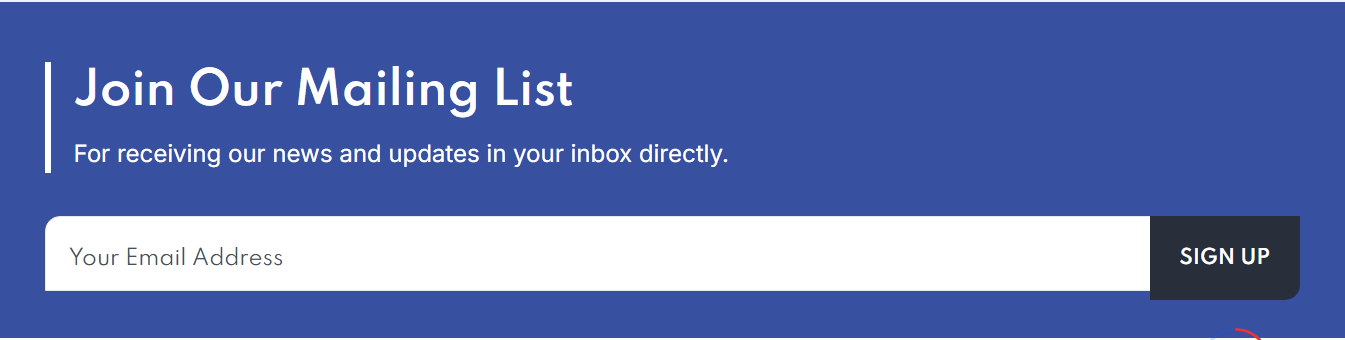 Join Our Mailing List
For receiving our news and updates in your inbox directly.
Your Email Address
SIGN UP